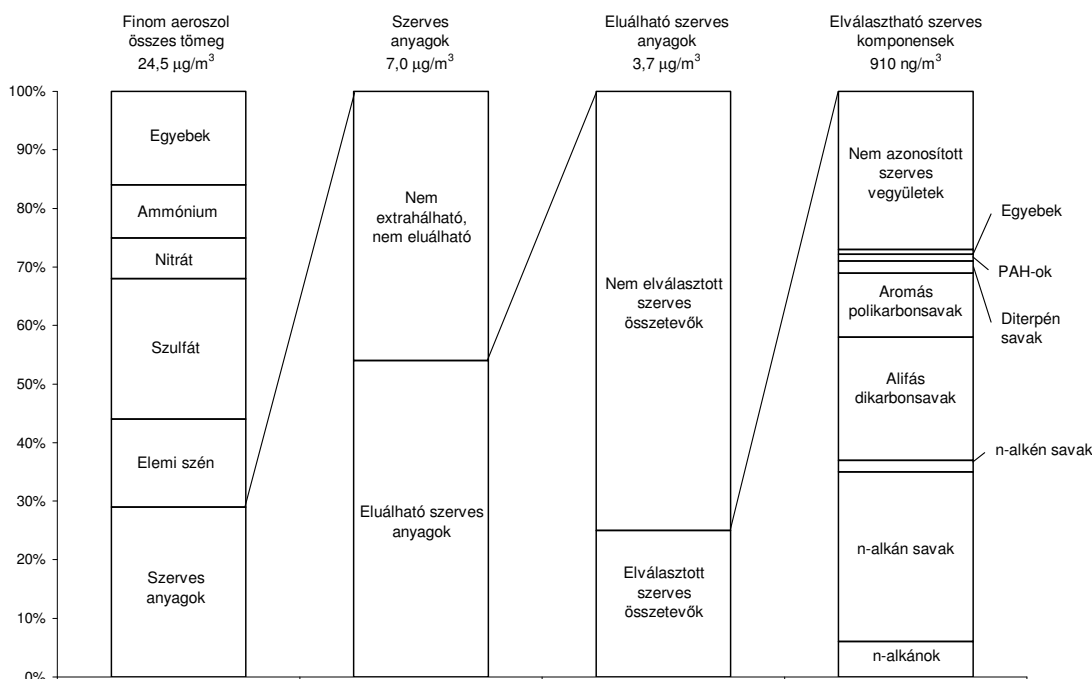 Finom aeroszol
összes tömeg
24,5 µg/m³
Szerves
anyagok
7,0 µg/m³
Eluálható szerves
anyagok
3,7 µg/m³
Elválasztható szerves
komponensek
910 ng/m³
100%
90%
80%
70%
60%
50%
40%
30%
20%
10%
0%
Egyebek
Ammónium
Nitrát
Szulfát
Elemi szén
Szerves
anyagok
Nem
extrahálható,
nem eluálható
Eluálható szerves
anyagok
Nem elválasztott
szerves
összetevők
Elválasztott
szerves
összetevők
Nem azonosított
szerves
vegyületek
Aromás
polikarbonsavak
Alifás
dikarbonsavak
n-alkán savak
n-alkánok
Egyebek
PAH-ok
Diterpén
savak
n-alkén savak